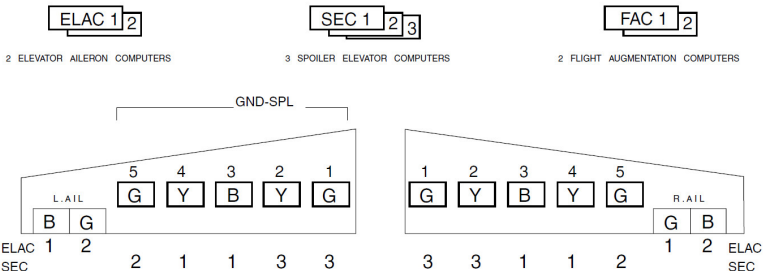 ELAC 1 2 SEC 1 2 3 FAC 1 2
2 ELEVATOR AILERON COMPUTERS 3 SPOILER ELEVATOR COMPUTERS 2 FLIGHT AUGMENTATION COMPUTERS
GND-SPL
5 4 3 2 1 1 2 3 4 5
G Y B Y G G Y B Y G
L.AIL R.AIL
B G G B
ELAC 1 2 1 2 ELAC
SEC 2 1 1 3 3 3 3 1 1 2 SEC